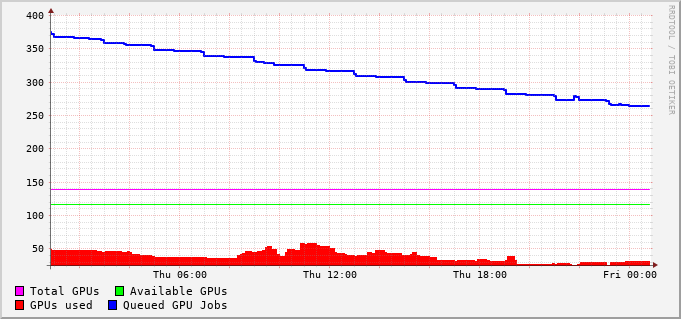 400
350
300
250
200
150
100
50
Thu 06:00 Thu 12:00 Thu 18:00 Fri 00:00
Total GPUs Available GPUs
GPUs used Queued GPU Jobs
RRDTOOL / TOBI OETIKER